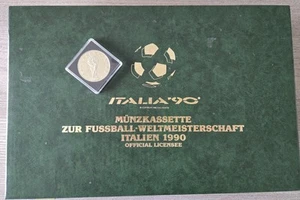 ITALIA'90
MÜNZKASSETTE
ZUR FUSSBALL-WELTMEISTERSCHAFT
ITALIEN 1990
OFFICIAL LICENSEE